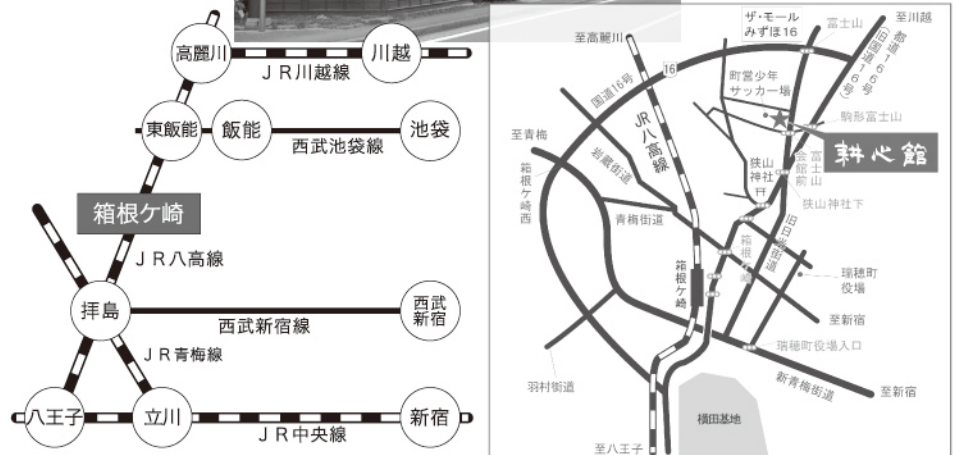 高麗川
川越
JR川越線
東飯能
飯能
池袋
西武池袋線
箱根ケ崎
JR八高線
拝島
西武新宿
西武新宿線
JR青梅線
八王子
立川
新宿
JR中央線
至高麗川
ザ・モール
みずほ16
富士山
至川越
都道166号
(旧国道16号)
国道16号
16
町営少年
サッカー場
駒形富士山
JR八高線
至青梅
岩蔵街道
耕心館
狭山
神社
富士山
会館前
箱根ケ崎西
狭山神社下
青梅街道
旧日光街道
箱根ケ崎
箱根ケ崎
瑞穂町
役場
至新宿
瑞穂町役場入口
羽村街道
新青梅街道
至新宿
横田基地
至八王子